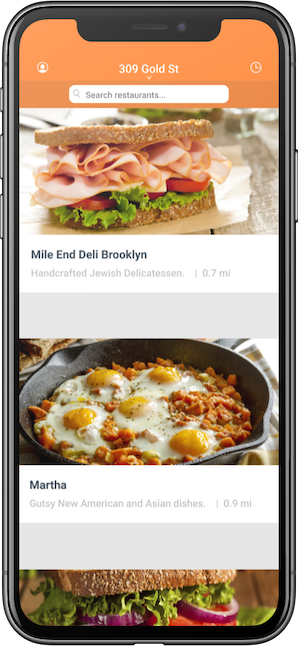 309 Gold St
Search restaurants...
Mile End Deli Brooklyn
Handcrafted Jewish Delicatessen. | 0.7 mi
Martha
Gutsy New American and Asian dishes. | 0.9 mi